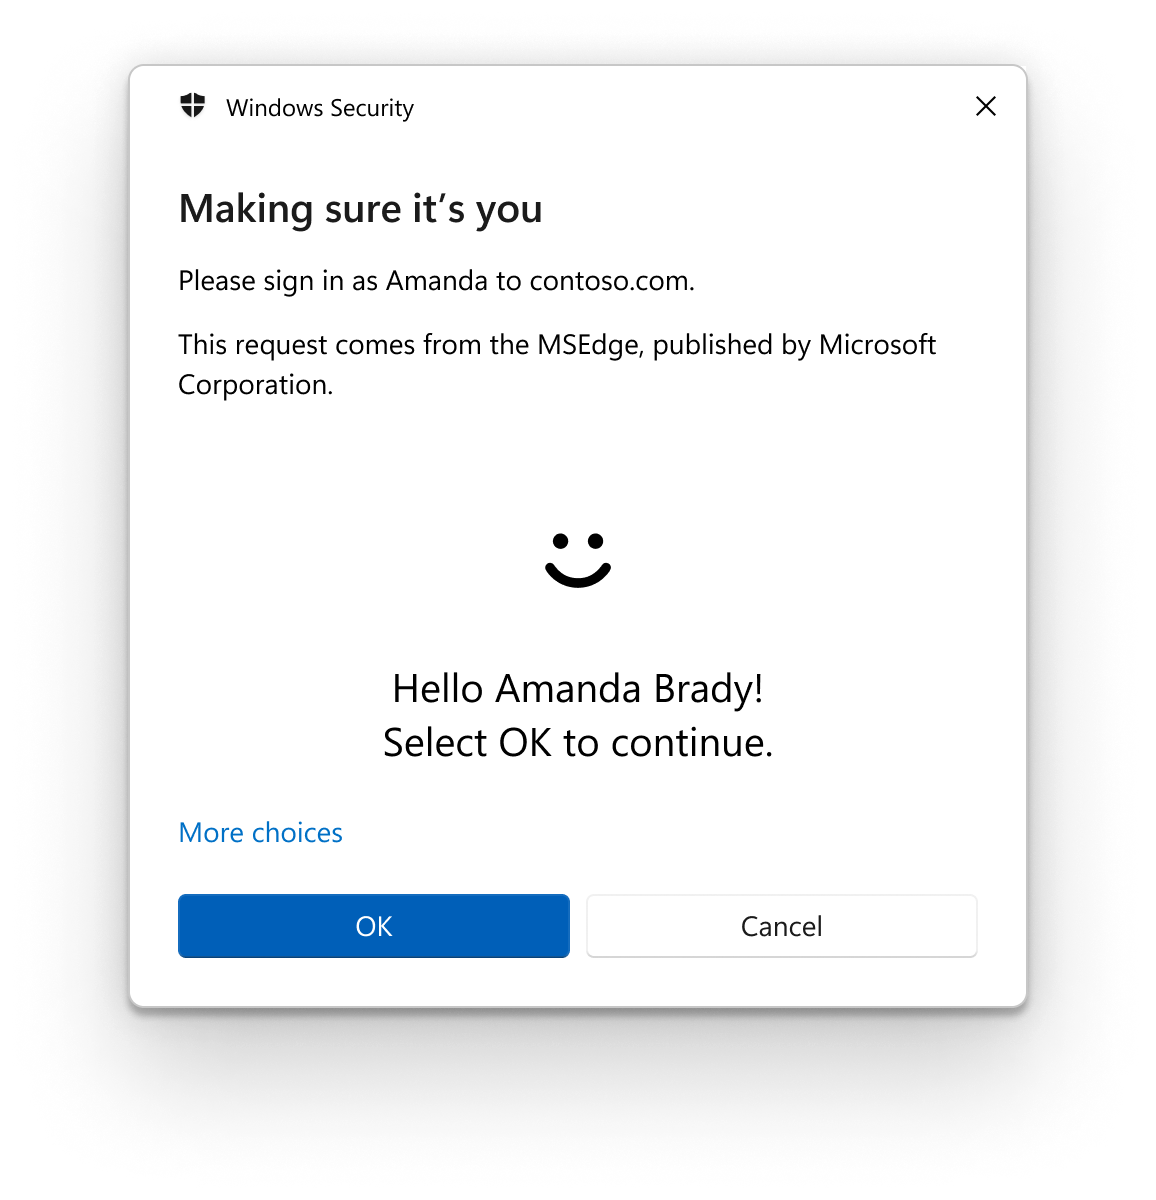 Windows Security
Making sure it’s you
Please sign in as Amanda to contoso.com.
This request comes from the MSEdge, published by Microsoft
Corporation.
Hello Amanda Brady!
Select OK to continue.
More choices
OK
Cancel